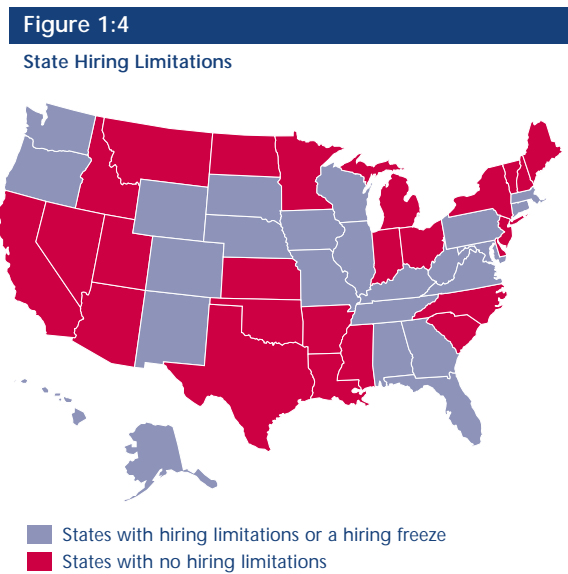 Figure 1:4
State Hiring Limitations
States with hiring limitations or a hiring freeze
States with no hiring limitations